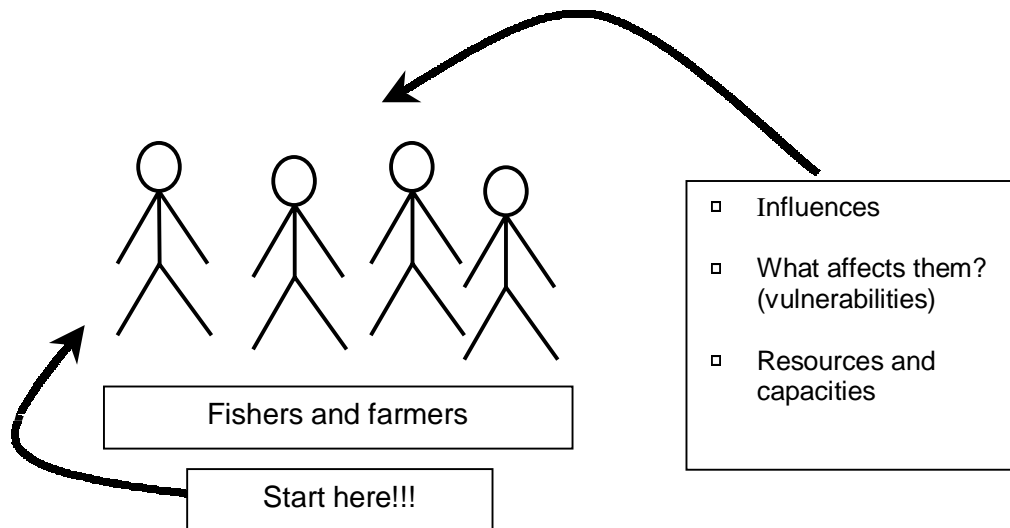 Influences
What affects them?
(vulnerabilities)
Resources and
capacities
Fishers and farmers
Start here!!!